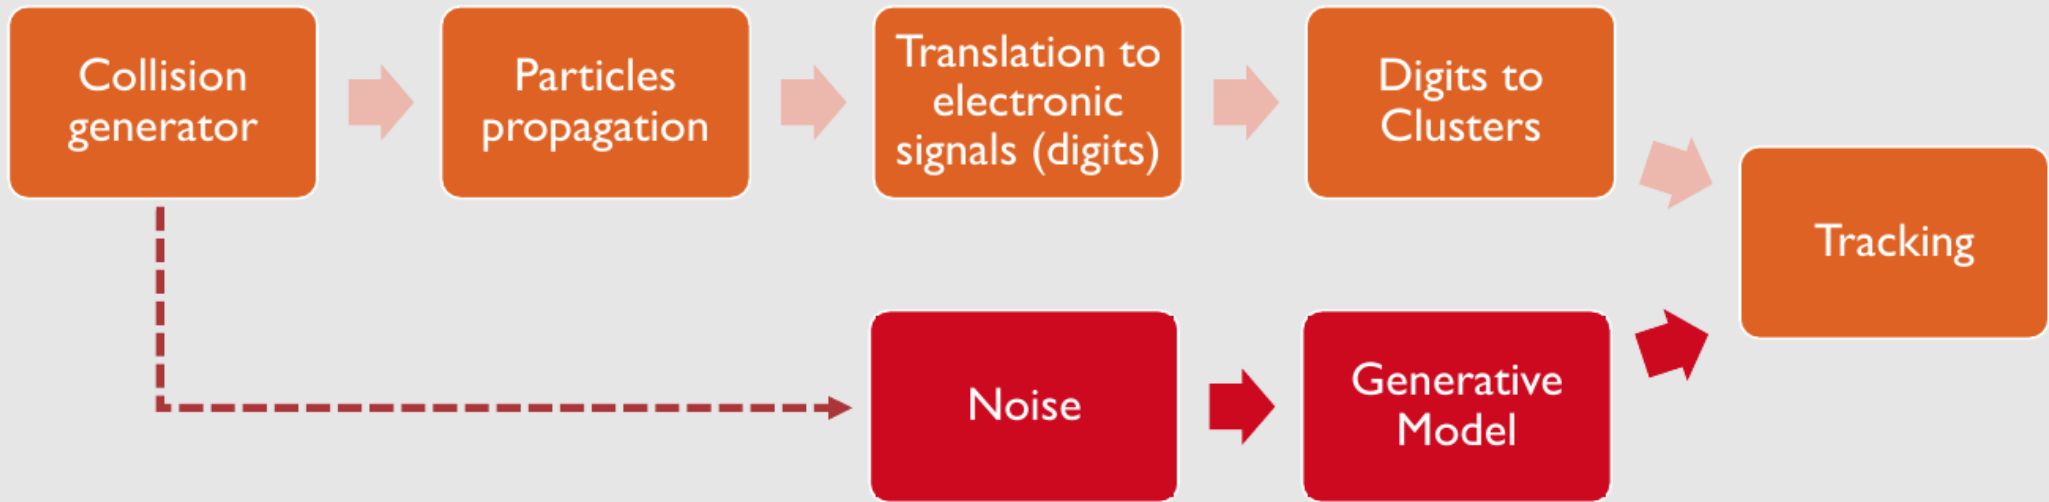 Collision
generator
Particles
propagation
Translation to
electronic
signals (digits)
Digits to
Clusters
Tracking
Noise
Generative
Model